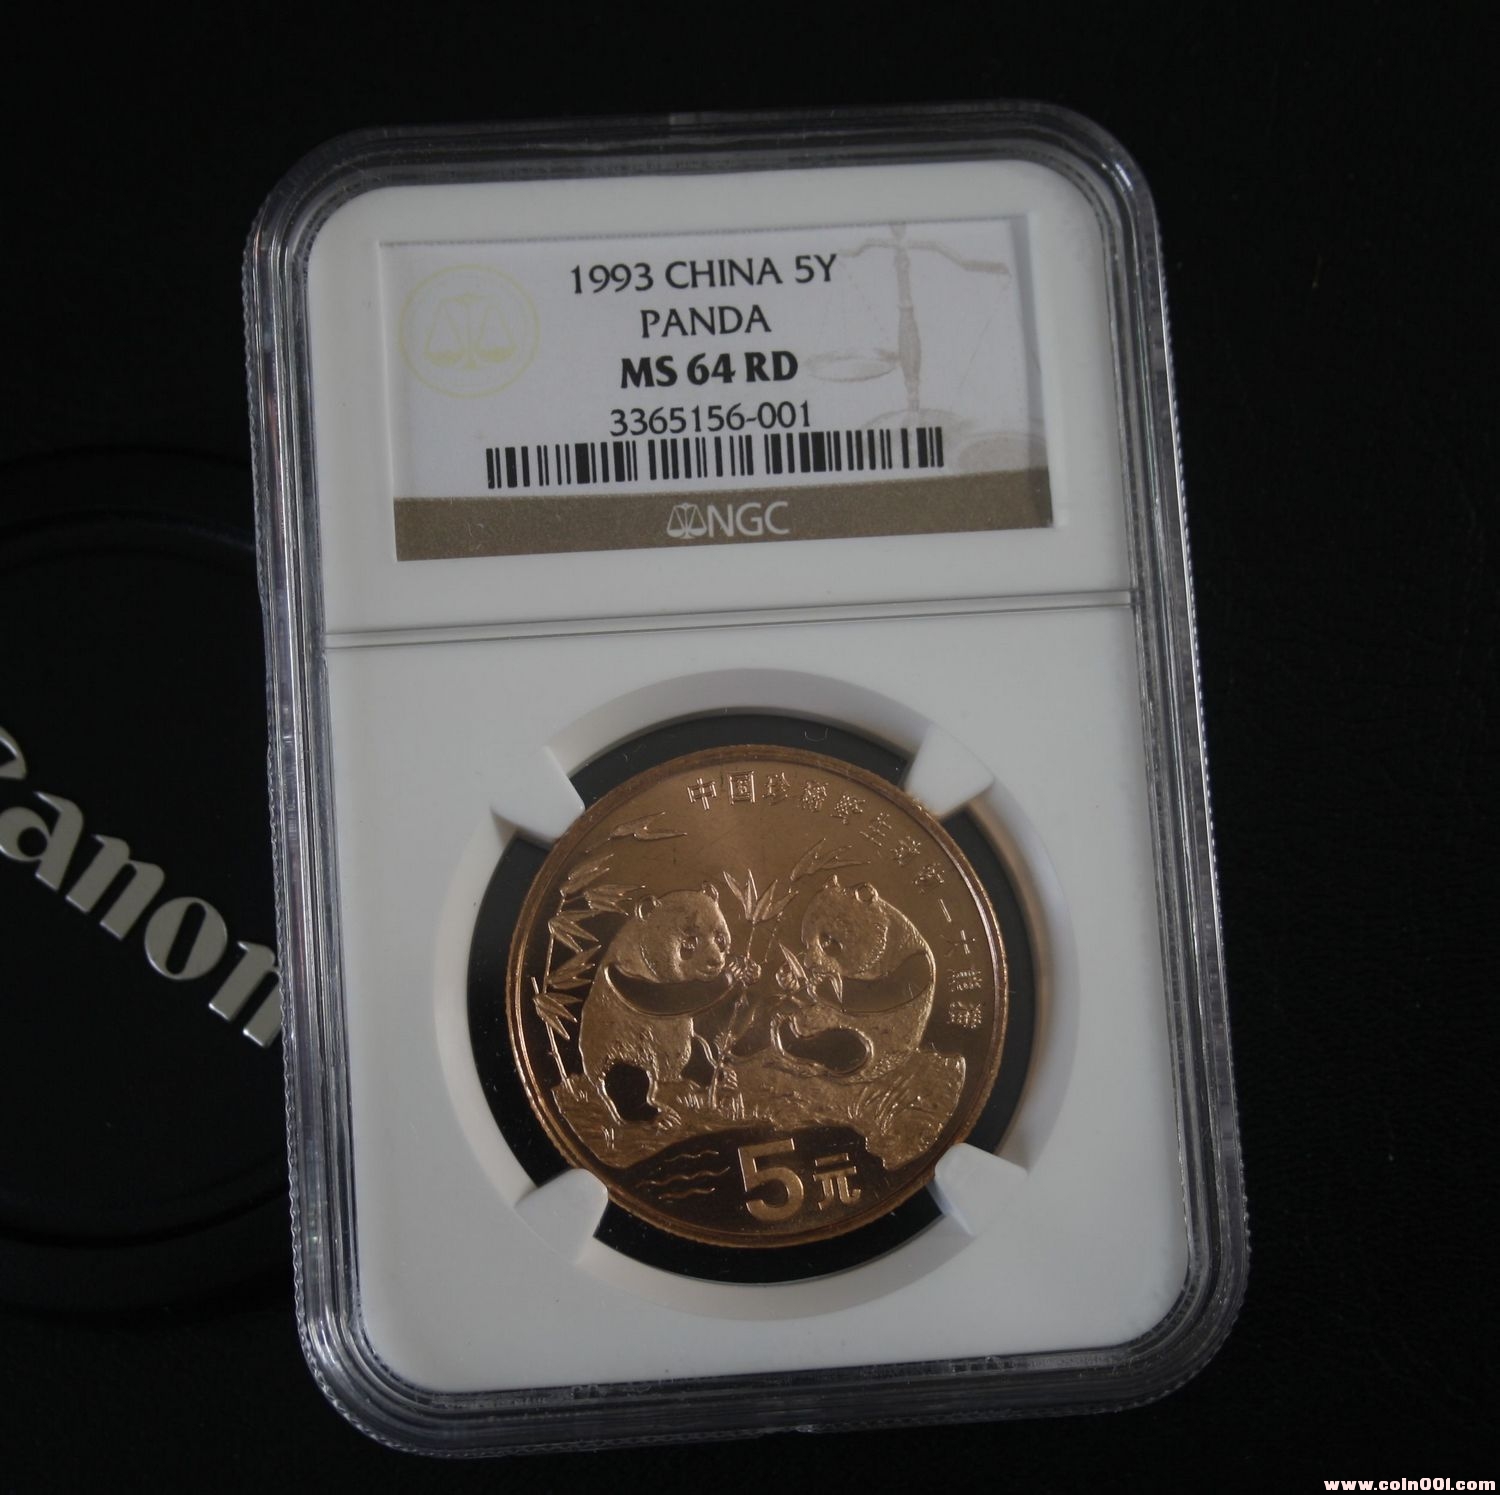 1993 CHINA 5Y
PANDA
MS 64 RD
3365156-001
NGC
中国珍稀野生动物—大熊猫
5元
Canon
www.coin001.com